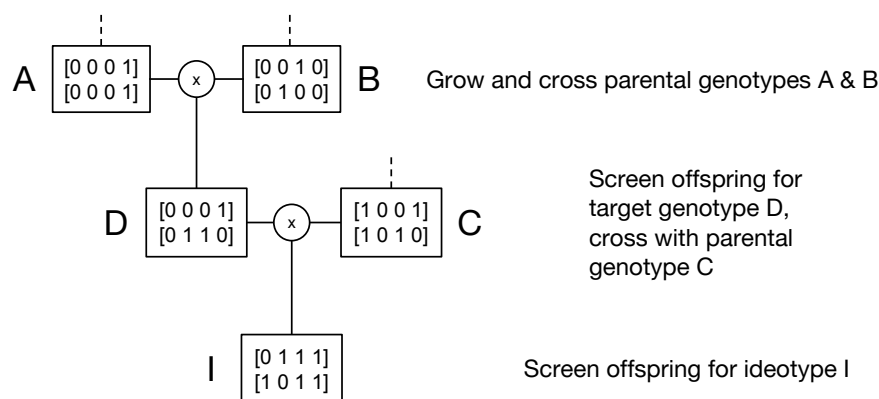 A
[0 0 0 1]
[0 0 0 1]
x
[0 0 1 0]
[0 1 0 0]
B
Grow and cross parental genotypes A & B
D
[0 0 0 1]
[0 1 1 0]
x
[1 0 0 1]
[1 0 1 0]
C
Screen offspring for
target genotype D,
cross with parental
genotype C
I
[0 1 1 1]
[1 0 1 1]
Screen offspring for ideotype I